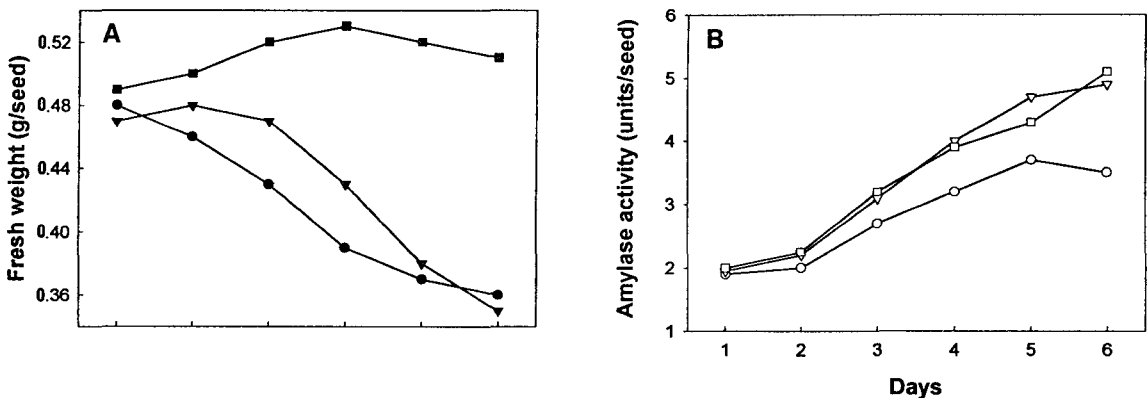 A
Fresh weight (g/seed)
0.52
0.48
0.44
0.40
0.36
B
Amylase activity (units/seed)
6
5
4
3
2
1
1 2 3 4 5 6
Days